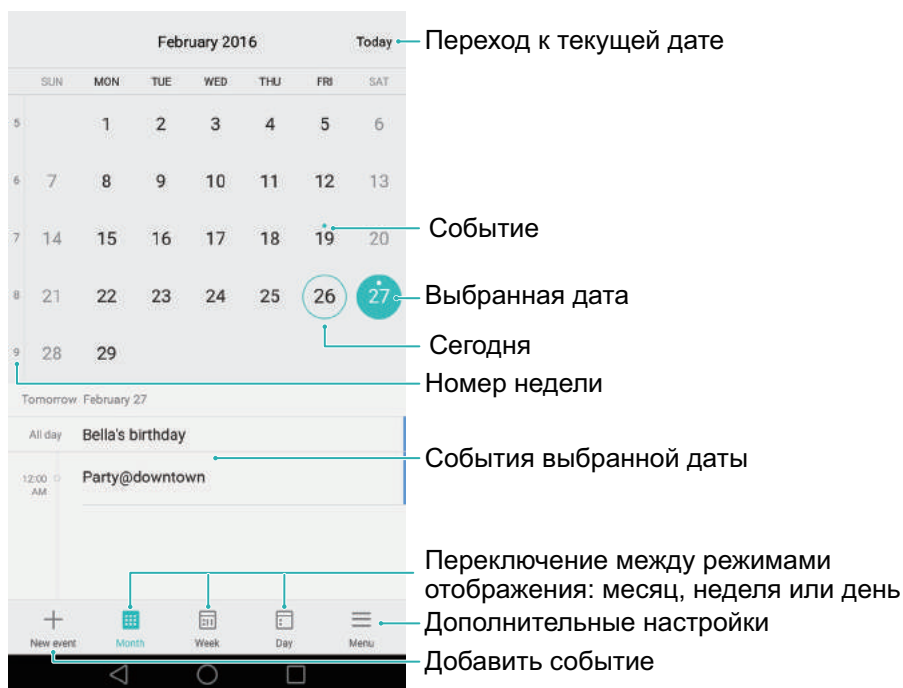 February 2016 Today
Переход к текущей дате
SUN MON TUE WED THU FRI SAT
5 1 2 3 4 5 6
6 7 8 9 10 11 12 13
7 14 15 16 17 18 19 20
Событие
8 21 22 23 24 25 26 27
Выбранная дата
Сегодня
9 28 29
Номер недели
Tomorrow February 27
All day Bella's birthday
События выбранной даты
12:00 AM Party@downtown
Переключение между режимами
отображения: месяц, неделя или день
Дополнительные настройки
New event Month Week Day Menu
Добавить событие